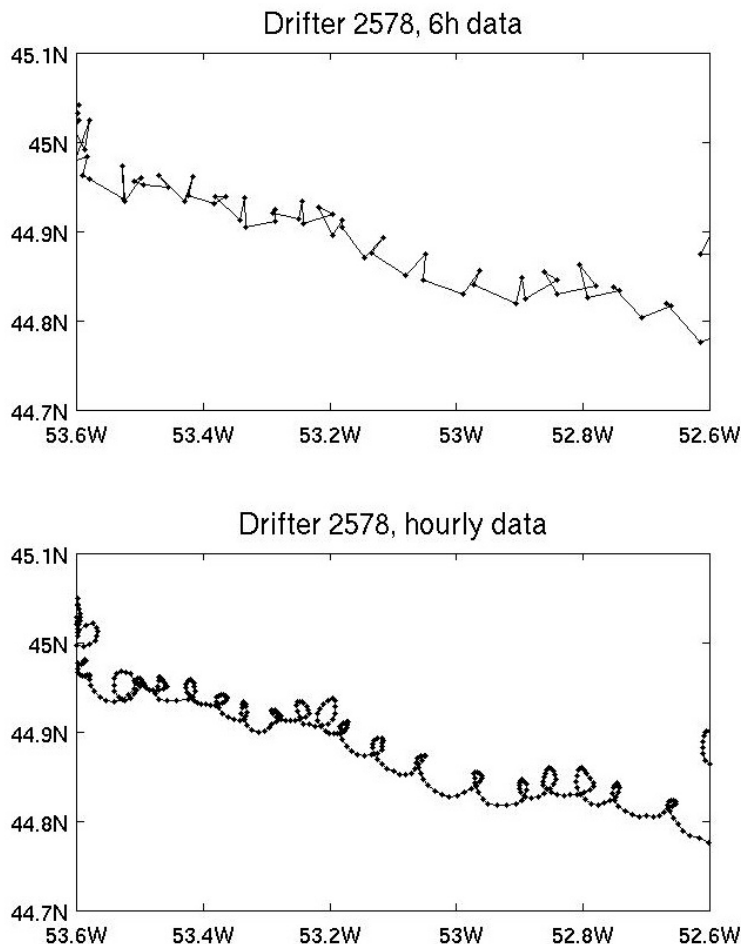 Drifter 2578, 6h data
45.1N
45N
44.9N
44.8N
44.7N
53.6W 53.4W 53.2W 53W 52.8W 52.6W
Drifter 2578, hourly data
45.1N
45N
44.9N
44.8N
44.7N
53.6W 53.4W 53.2W 53W 52.8W 52.6W